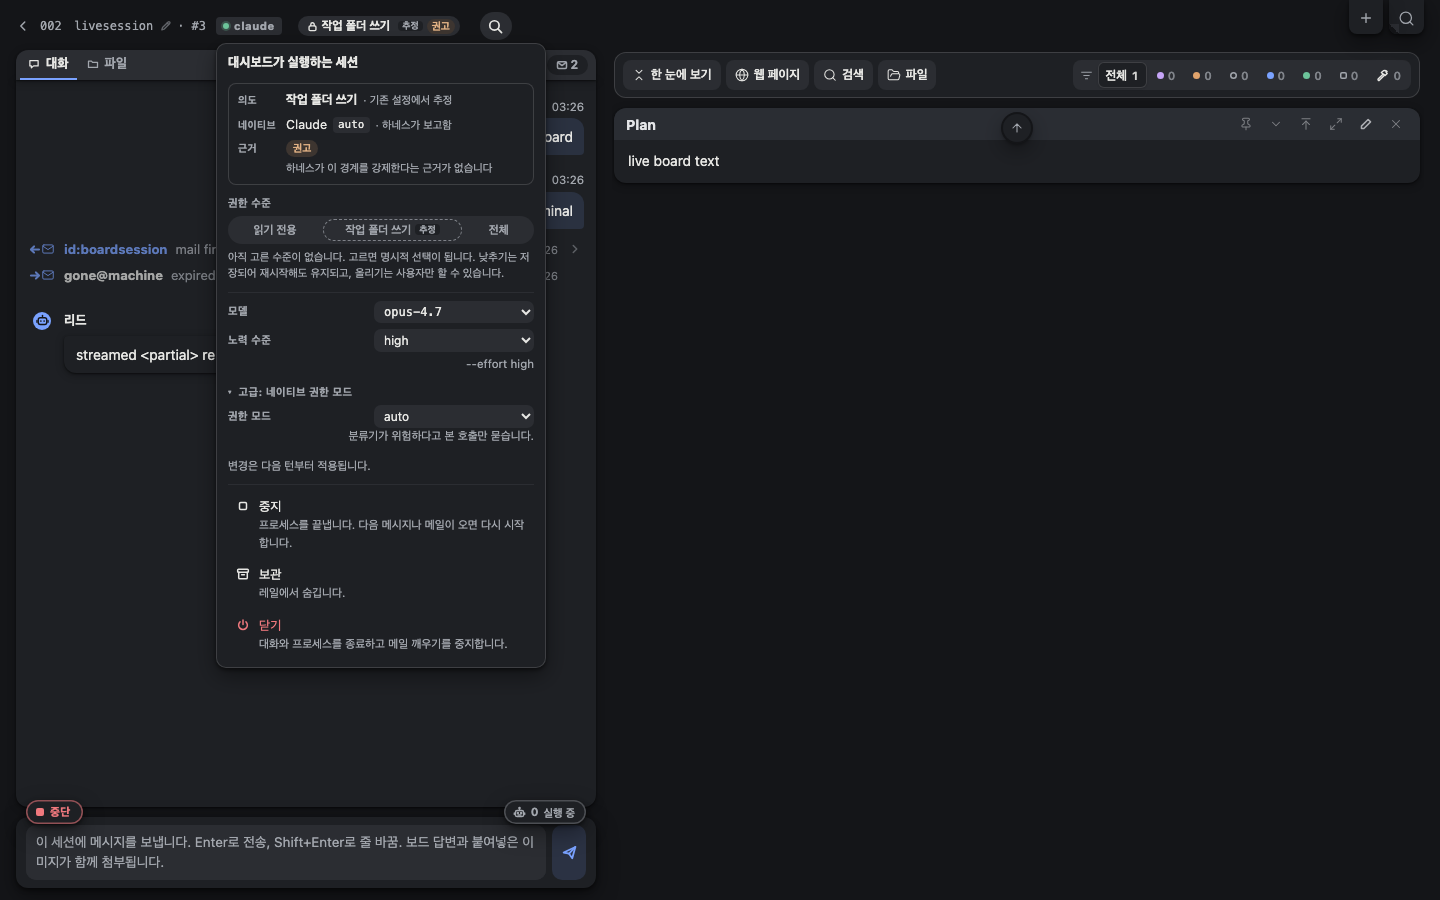 002 livesession · #3 claude 작업 폴더 쓰기 추정 권고
대화 파일
2
대시보드가 실행하는 세션
의도 작업 폴더 쓰기 · 기존 설정에서 추정
네이티브 Claude auto · 하네스가 보고함
근거 권고
하네스가 이 경계를 강제한다는 근거가 없습니다
권한 수준
읽기 전용 작업 폴더 쓰기 추정 전체
아직 고른 수준이 없습니다. 고르면 명시적 선택이 됩니다. 낮추기는 저
장되어 재시작해도 유지되고, 올리기는 사용자만 할 수 있습니다.
모델 opus-4.7
노력 수준 high
--effort high
고급: 네이티브 권한 모드
권한 모드 auto
분류기가 위험하다고 본 호출만 묻습니다.
변경은 다음 턴부터 적용됩니다.
중지
프로세스를 끝냅니다. 다음 메시지나 메일이 오면 다시 시작
합니다.
보관
레일에서 숨깁니다.
닫기
대화와 프로세스를 종료하고 메일 깨우기를 중지합니다.
03:26
oard
03:26
ninal
id:boardsession mail fir
26
gone@machine expired
26
리드
streamed <partial> re
중단
0 실행 중
이 세션에 메시지를 보냅니다. Enter로 전송, Shift+Enter로 줄 바꿈. 보드 답변과 붙여넣은 이
미지가 함께 첨부됩니다.
한 눈에 보기 웹 페이지 검색 파일
전체 1 0 0 0 0 0 0 0
Plan
live board text